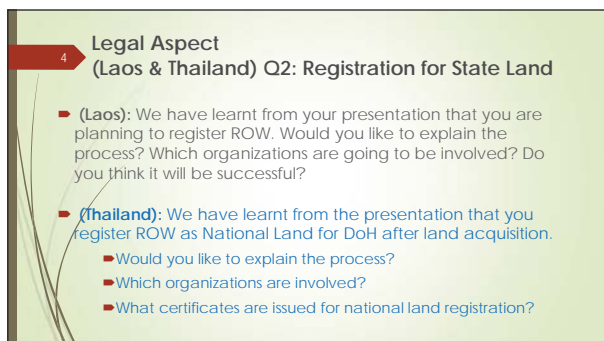 4
Legal Aspect
(Laos & Thailand) Q2: Registration for State Land
(Laos): We have learnt from your presentation that you are
planning to register ROW. Would you like to explain the
process? Which organizations are going to be involved? Do
you think it will be successful?
(Thailand): We have learnt from the presentation that you
register ROW as National Land for DoH after land acquisition.
Would you like to explain the process?
Which organizations are involved?
What certificates are issued for national land registration?